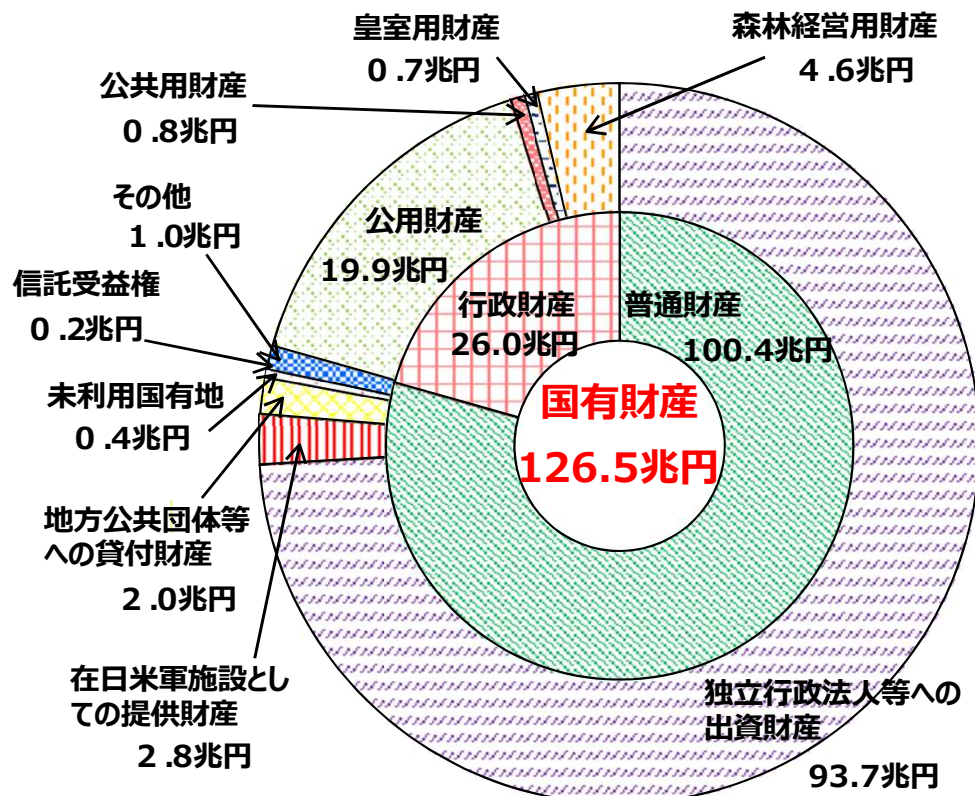 皇室用財産
０.7兆円
森林経営用財産
４.6兆円
公共用財産
０.8兆円
その他
１.0兆円
公用財産
19.9兆円
信託受益権
０.2兆円
行政財産
26.0兆円
普通財産
100.4兆円
未利用国有地
０.4兆円
国有財産
126.5兆円
地方公共団体等
への貸付財産
２.0兆円
在日米軍施設とし
ての提供財産
２.8兆円
独立行政法人等への
出資財産
93.7兆円